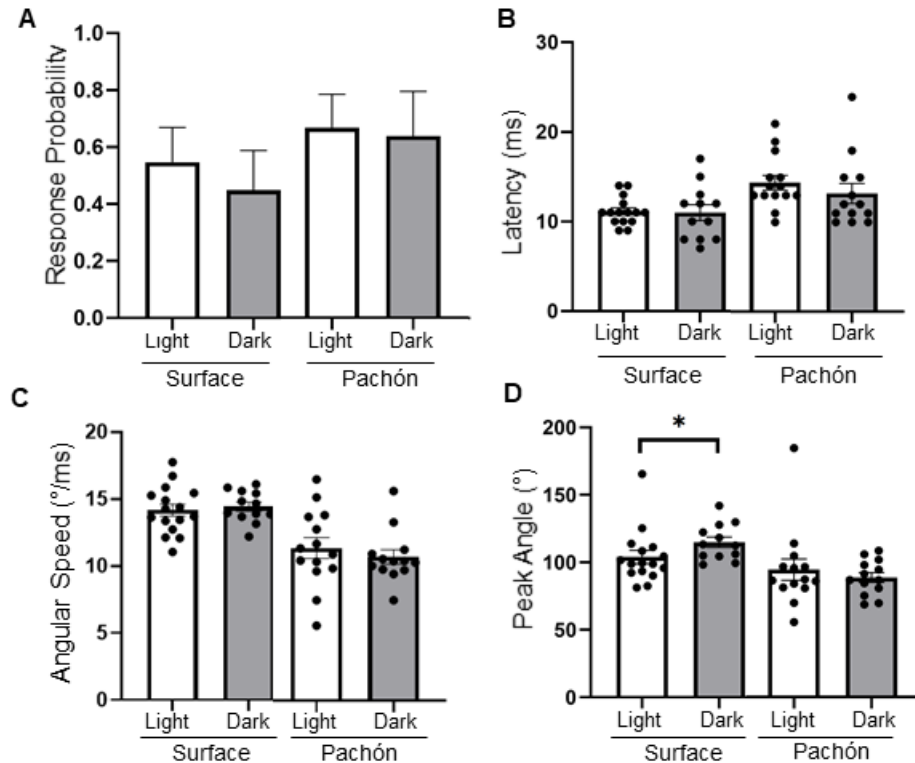 A
Response Probability
1.0
0.8
0.6
0.4
0.2
0.0
Light Dark Light Dark
Surface Pachón
B
Latency (ms)
30
20
10
0
Light Dark Light Dark
Surface Pachón
C
Angular Speed (°/ms)
20
15
10
5
0
Light Dark Light Dark
Surface Pachón
D
Peak Angle (°)
200
150
100
50
0
*
Light Dark Light Dark
Surface Pachón